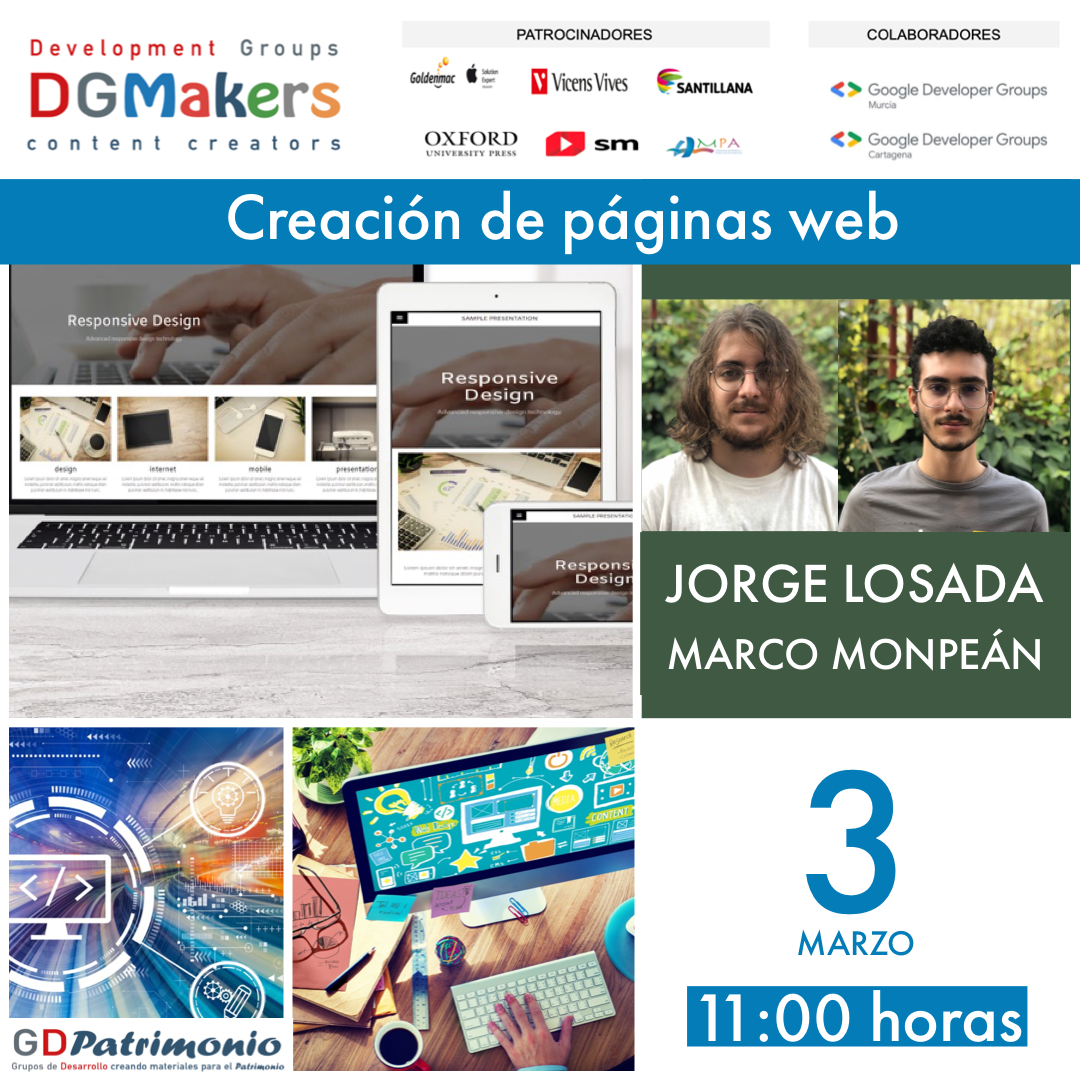 Development Groups
DGMakers
content creators
PATROCINADORES
Goldenmac
Solution
Expert
Vicens Vives
SANTILLANA
OXFORD
UNIVERSITY PRESS
sm
AMPA
COLABORADORES
Google Developer Groups
Murcia
Google Developer Groups
Cartagena
Creación de páginas web
Responsive Design
Advanced responsive design technology
design
internet
mobile
presentation
SAMPLE PRESENTATION
Responsive
Design
Advanced responsive design technology
SAMPLE PRESENTATIO
Respons
Design
JORGE LOSADA
MARCO MONPEÁN
</>
CONTENT
3
MARZO
11:00 horas
GDPatrimonio
Grupos de Desarrollo creando materiales para el Patrimonio